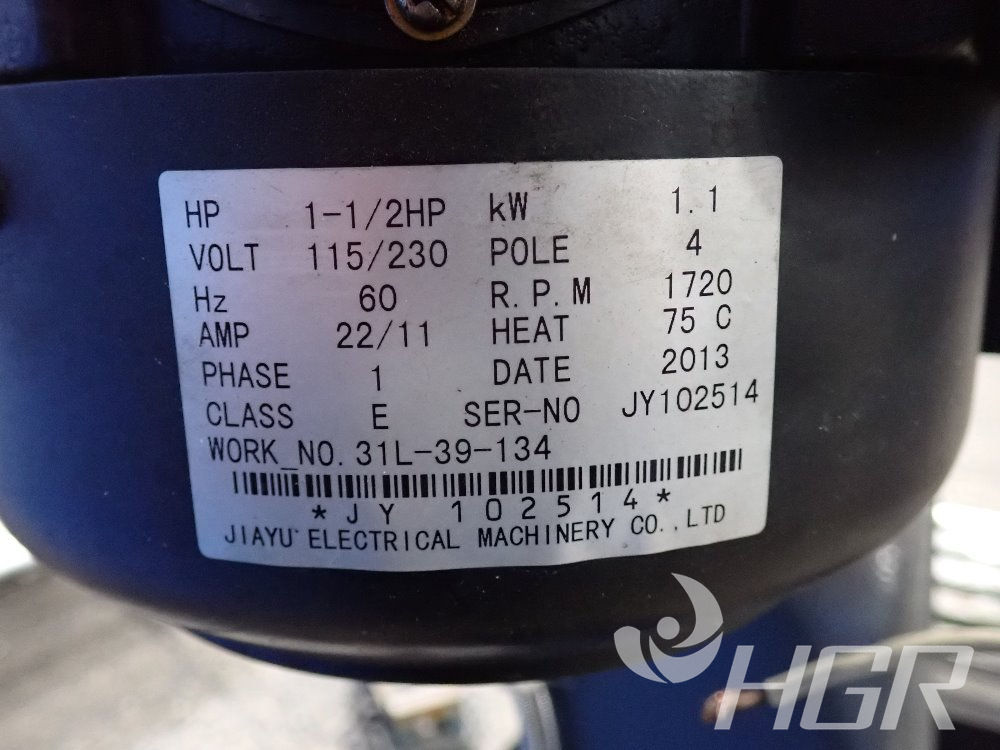 HP 1-1/2HP kW 1.1
VOLT 115/230 POLE 4
Hz 60 R.P.M 1720
AMP 22/11 HEAT 75 C
PHASE 1 DATE 2013
CLASS E SER-NO JY102514
WORK_NO.31L-39-134
*JY 102514*
JIAYU ELECTRICAL MACHINERY CO.,LTD
HGR